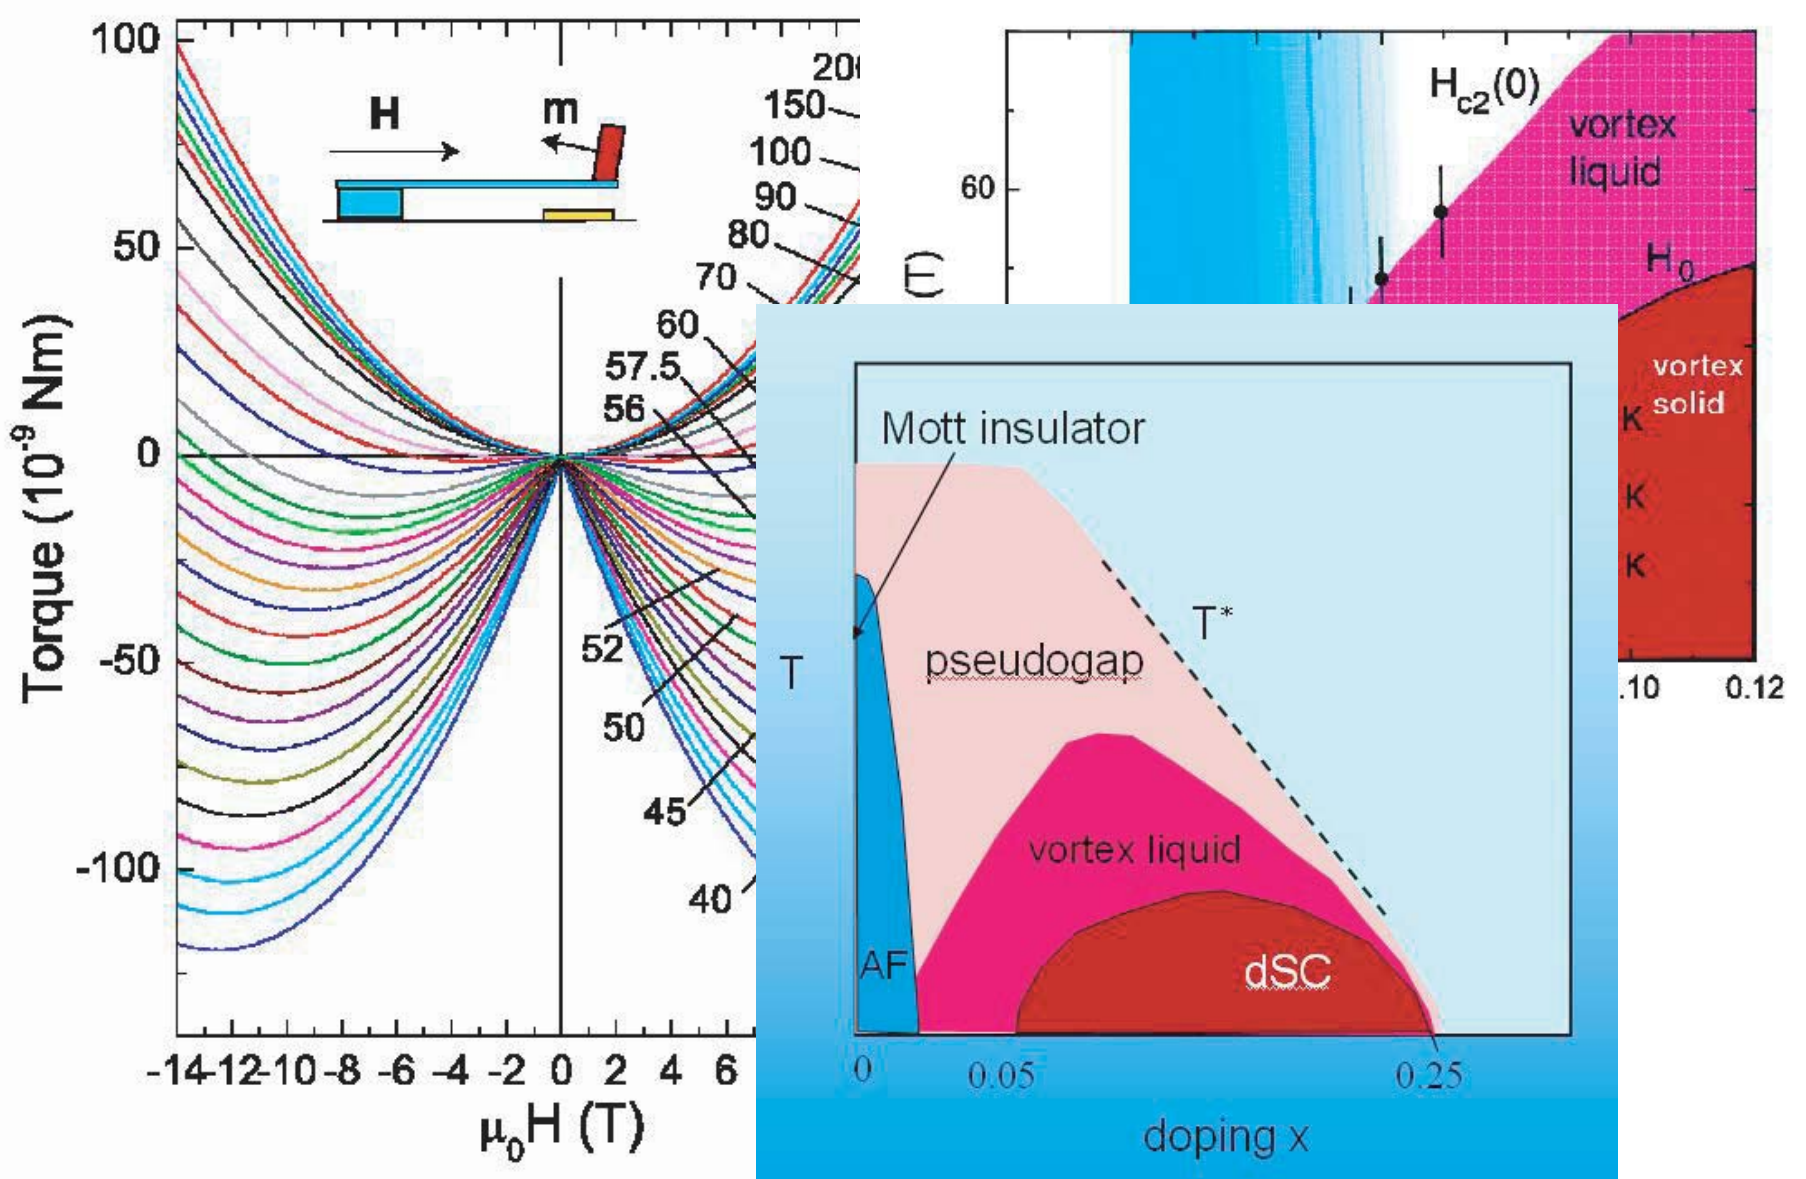 100
50
0
-50
-100
Torque (10⁻⁹ Nm)
H
m
150
100
90
80
70
60
57.5
56
52
50
45
40
-14 -12 -10 -8 -6 -4 -2 0 2 4 6
μ₀H (T)
60
Hc2(0)
vortex
liquid
H₀
vortex
solid
K
K
K
.10
0.12
Mott insulator
T*
pseudogap
T
vortex liquid
AF
dSC
0
0.05
0.25
doping x